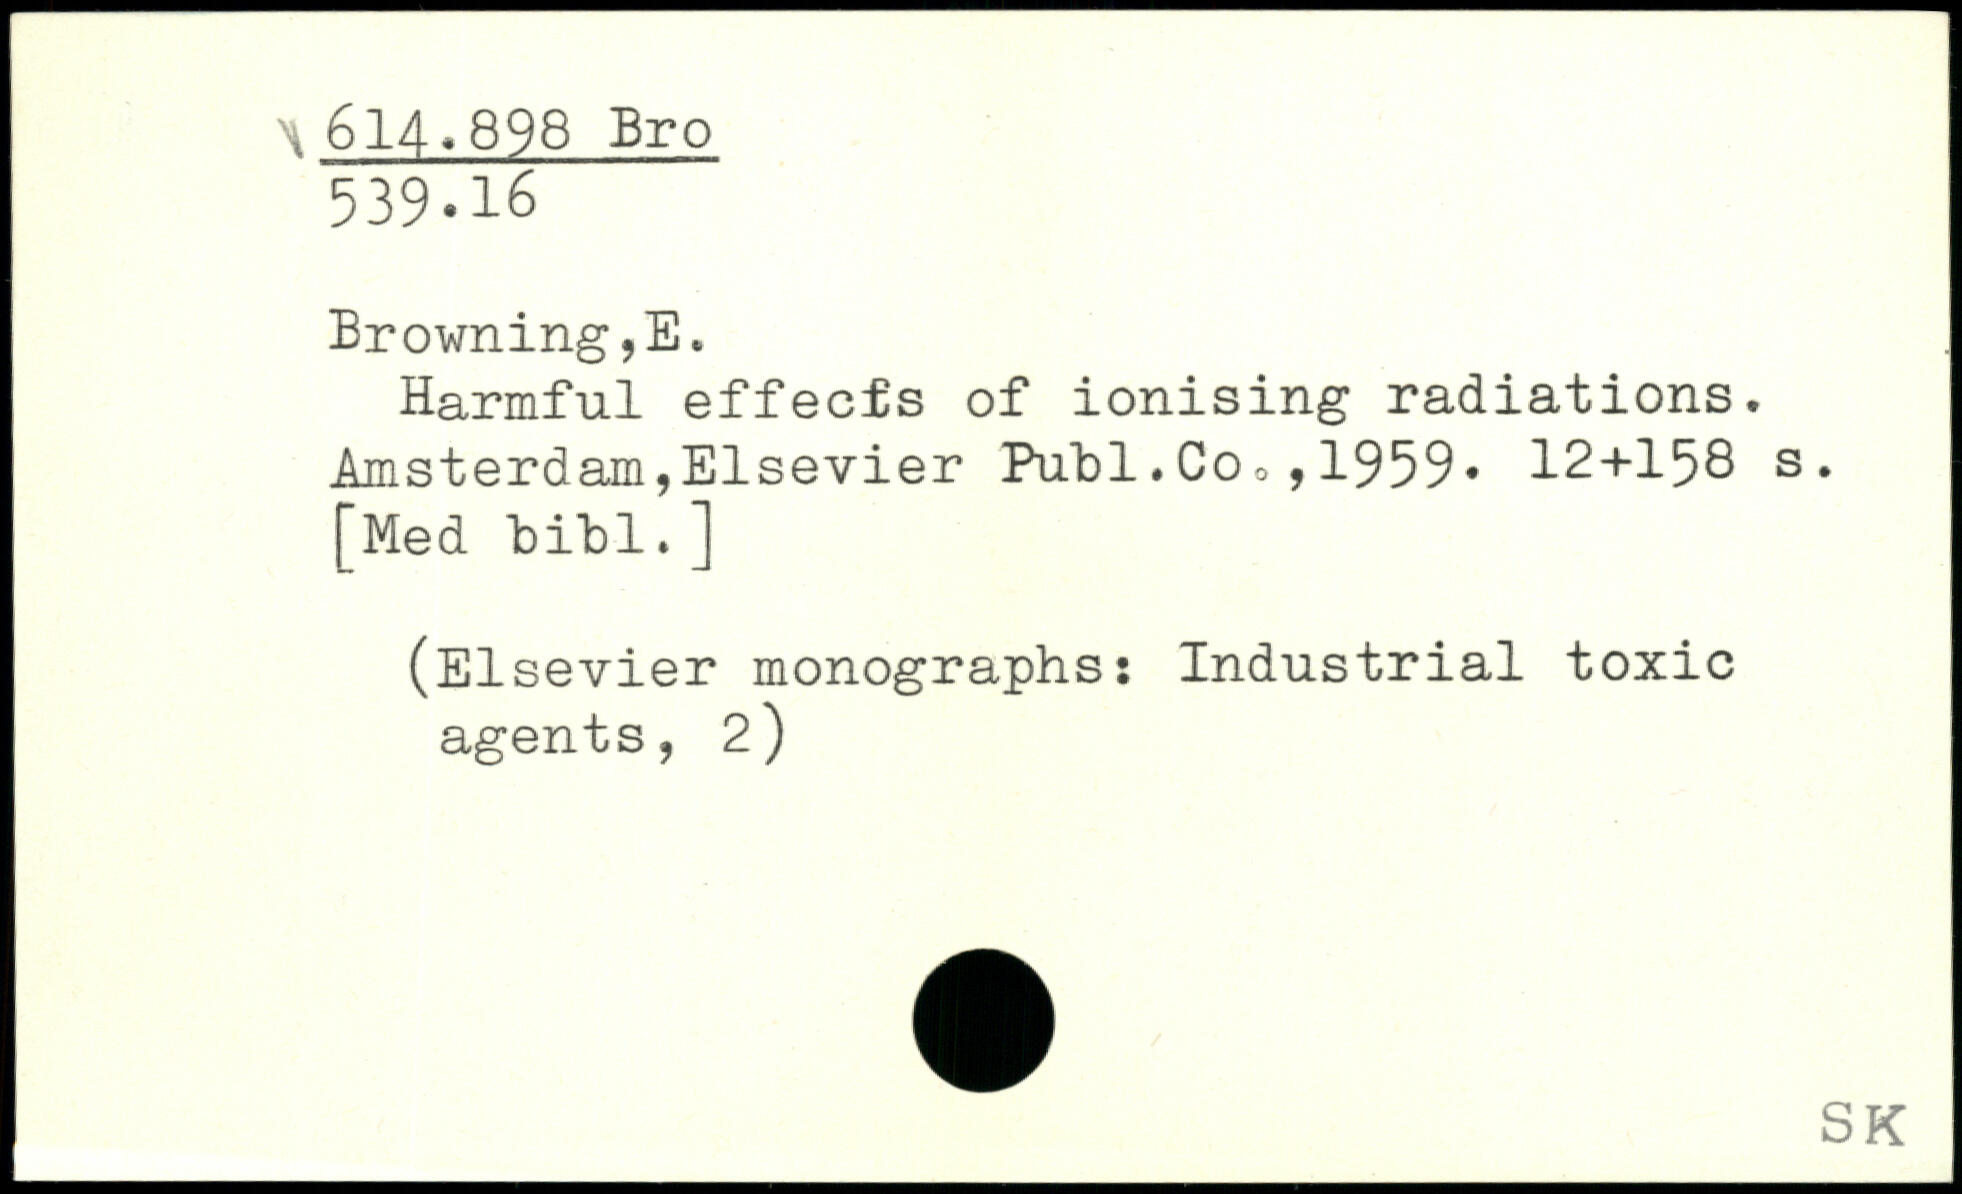 614.898 Bro
539.16
Browning,E.
Harmful effects of ionising radiations.
Amsterdam,Elsevier Publ.Co.,1959. 12+158 s.
[Med bibl.]
(Elsevier monographs: Industrial toxic
agents, 2)
SK